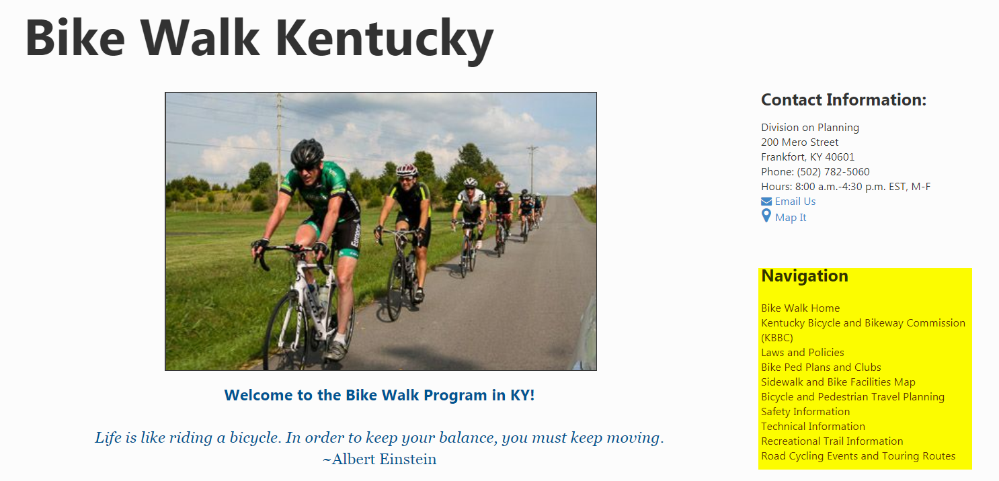 Bike Walk Kentucky
Welcome to the Bike Walk Program in KY!
Life is like riding a bicycle. In order to keep your balance, you must keep moving.
~Albert Einstein
Contact Information:
Division on Planning
200 Mero Street
Frankfort, KY 40601
Phone: (502) 782-5060
Hours: 8:00 a.m.-4:30 p.m. EST, M-F
Email Us
Map It
Navigation
Bike Walk Home
Kentucky Bicycle and Bikeway Commission
(KBBC)
Laws and Policies
Bike Ped Plans and Clubs
Sidewalk and Bike Facilities Map
Bicycle and Pedestrian Travel Planning
Safety Information
Technical Information
Recreational Trail Information
Road Cycling Events and Touring Routes